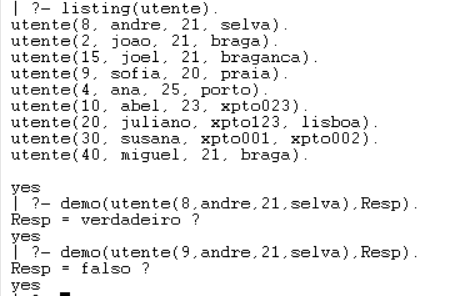 | ?- listing(utente).
utente(8, andre, 21, selva).
utente(2, joao, 21, braga).
utente(15, joel, 21, braganca).
utente(9, sofia, 20, praia).
utente(4, ana, 25, porto).
utente(10, abel, 23, xpto023).
utente(20, juliano, xpto123, lisboa).
utente(30, susana, xpto001, xpto002).
utente(40, miguel, 21, braga).
yes
| ?- demo(utente(8,andre,21,selva),Resp).
Resp = verdadeiro ?
yes
| ?- demo(utente(9,andre,21,selva),Resp).
Resp = falso ?
yes